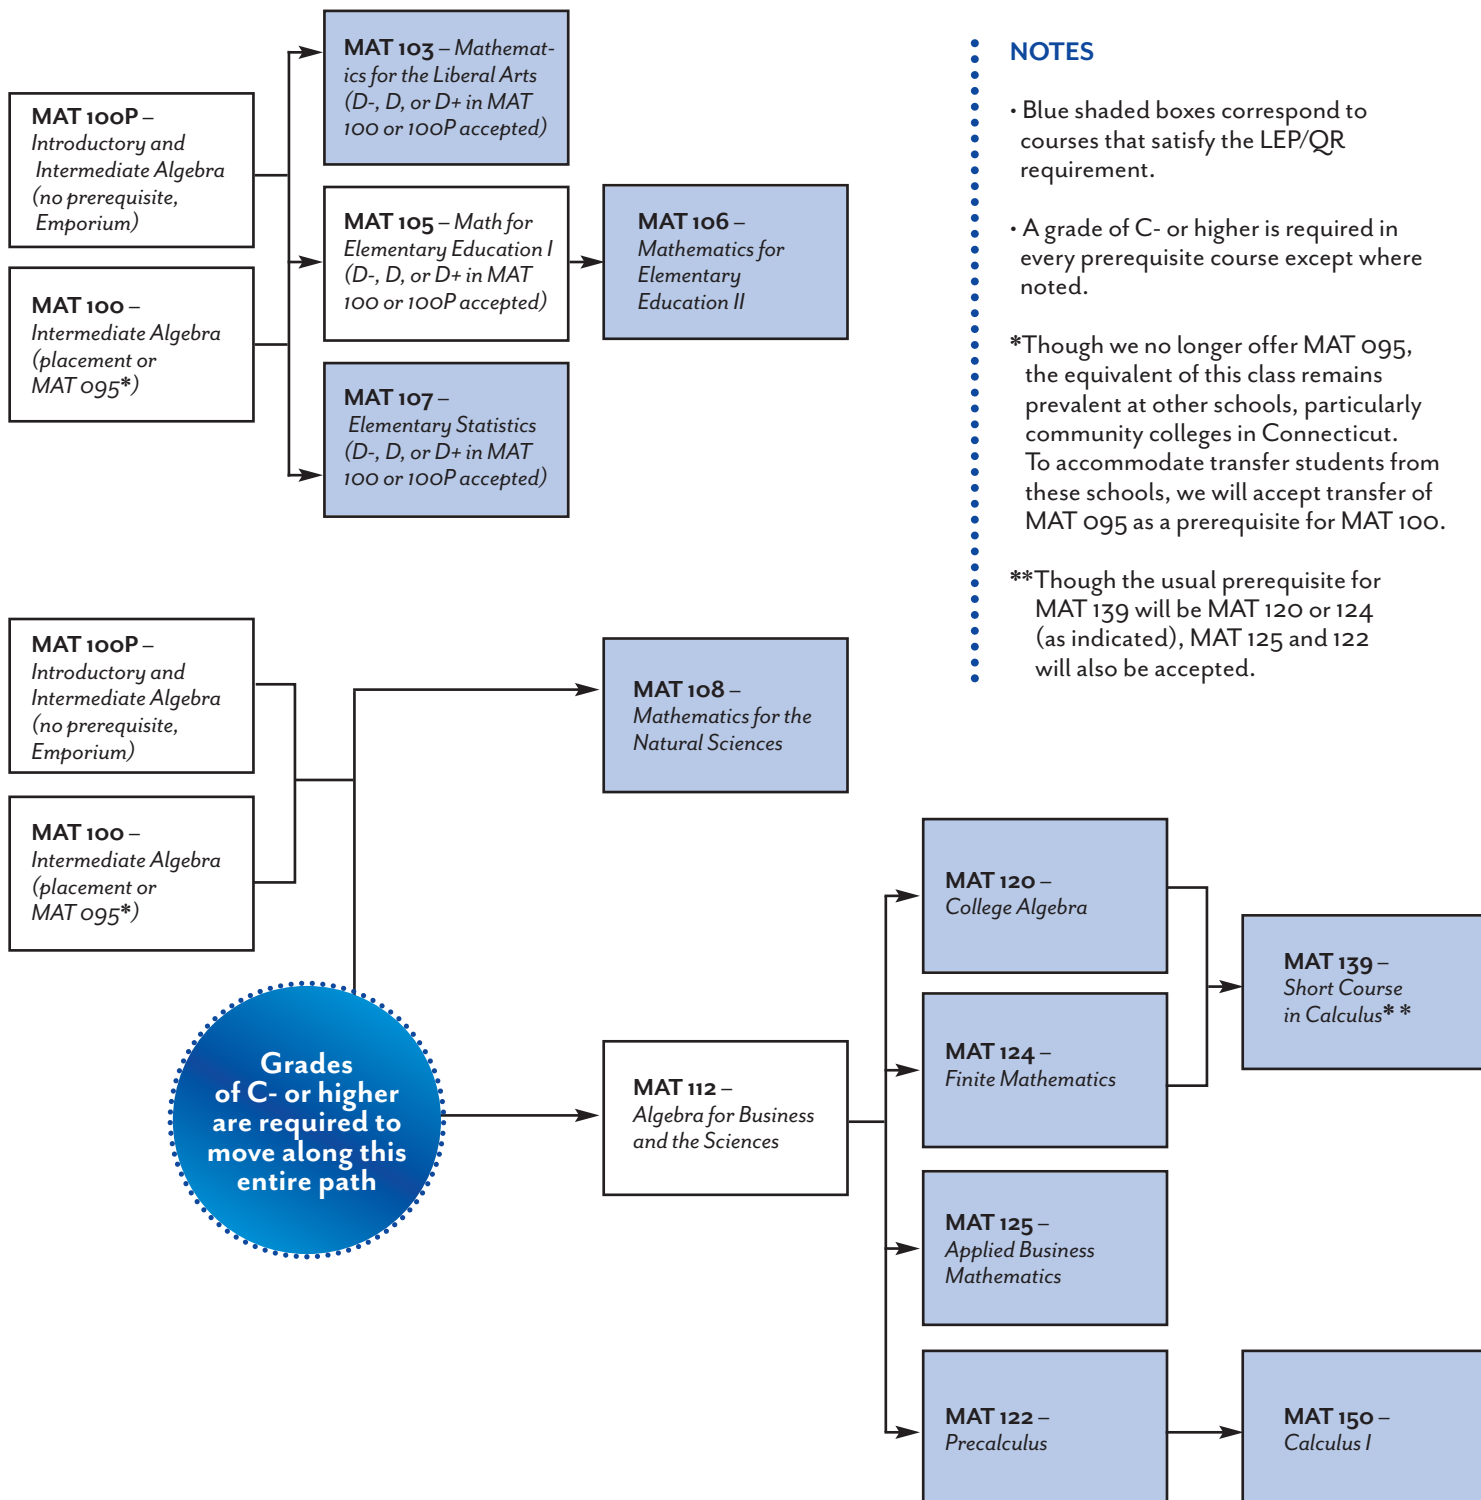 MAT 100P –
Introductory and
Intermediate Algebra
(no prerequisite,
Emporium)
MAT 100 –
Intermediate Algebra
(placement or
MAT 095*)
MAT 103 – Mathemat-
ics for the Liberal Arts
(D-, D, or D+ in MAT
100 or 100P accepted)
MAT 105 – Math for
Elementary Education I
(D-, D, or D+ in MAT
100 or 100P accepted)
MAT 107 –
Elementary Statistics
(D-, D, or D+ in MAT
100 or 100P accepted)
MAT 106 –
Mathematics for
Elementary
Education II
NOTES
· Blue shaded boxes correspond to
courses that satisfy the LEP/QR
requirement.
· A grade of C- or higher is required in
every prerequisite course except where
noted.
*Though we no longer offer MAT 095,
the equivalent of this class remains
prevalent at other schools, particularly
community colleges in Connecticut.
To accommodate transfer students from
these schools, we will accept transfer of
MAT 095 as a prerequisite for MAT 100.
**Though the usual prerequisite for
MAT 139 will be MAT 120 or 124
(as indicated), MAT 125 and 122
will also be accepted.
MAT 100P –
Introductory and
Intermediate Algebra
(no prerequisite,
Emporium)
MAT 100 –
Intermediate Algebra
(placement or
MAT 095*)
MAT 108 –
Mathematics for the
Natural Sciences
Grades
of C- or higher
are required to
move along this
entire path
MAT 112 –
Algebra for Business
and the Sciences
MAT 120 –
College Algebra
MAT 124 –
Finite Mathematics
MAT 125 –
Applied Business
Mathematics
MAT 122 –
Precalculus
MAT 139 –
Short Course
in Calculus* *
MAT 150 –
Calculus I